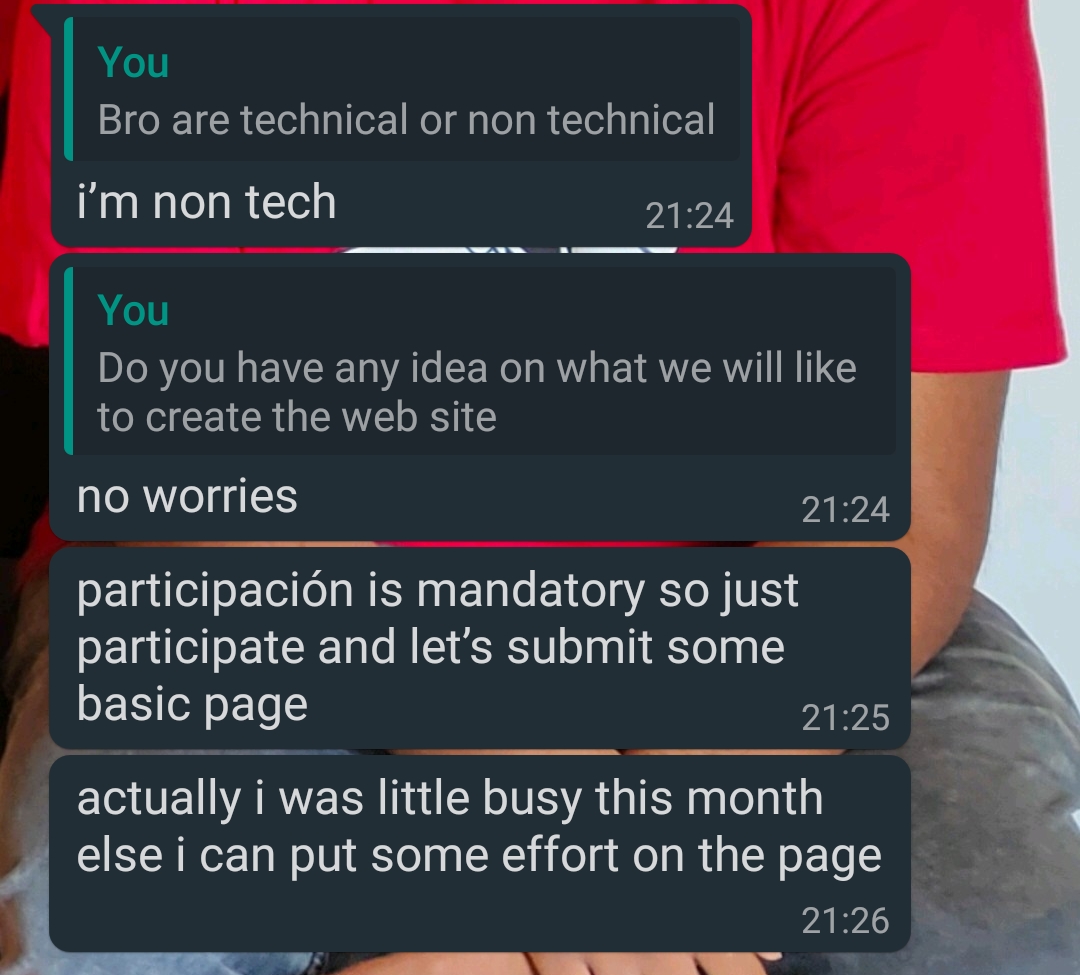 You
Bro are technical or non technical
i’m non tech
21:24
You
Do you have any idea on what we will like
to create the web site
no worries
21:24
participación is mandatory so just
participate and let’s submit some
basic page
21:25
actually i was little busy this month
else i can put some effort on the page
21:26